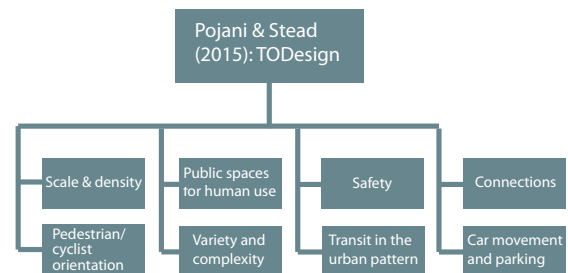 Pojani & Stead
(2015): TODesign
Scale & density
Public spaces
for human use
Safety
Connections
Pedestrian/
cyclist
orientation
Variety and
complexity
Transit in the
urban pattern
Car movement
and parking